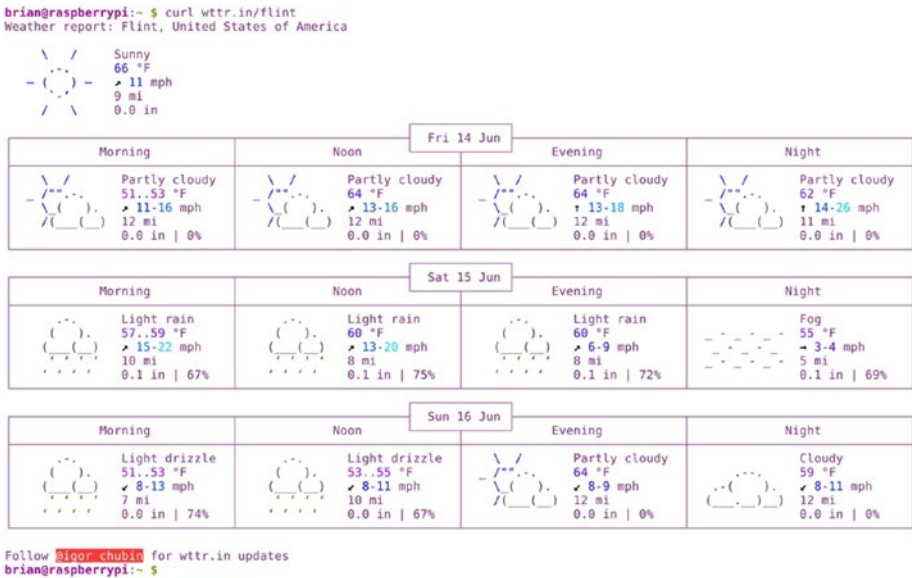 brian@raspberrypi:~ $ curl wttr.in/flint
Weather report: Flint, United States of America
Sunny
66 °F
↗ 11 mph
9 mi
0.0 in
Fri 14 Jun
Morning Noon Evening Night
Partly cloudy Partly cloudy Partly cloudy Partly cloudy
51..53 °F 64 °F 64 °F 62 °F
↗ 11-16 mph ↗ 13-16 mph ↑ 13-18 mph ↑ 14-26 mph
12 mi 12 mi 12 mi 11 mi
0.0 in | 0% 0.0 in | 0% 0.0 in | 0% 0.0 in | 0%
Sat 15 Jun
Morning Noon Evening Night
Light rain Light rain Light rain Fog
57..59 °F 60 °F 60 °F 55 °F
↗ 15-22 mph ↗ 13-20 mph ↗ 6-9 mph → 3-4 mph
10 mi 8 mi 8 mi 5 mi
0.1 in | 67% 0.1 in | 75% 0.1 in | 72% 0.1 in | 69%
Sun 16 Jun
Morning Noon Evening Night
Light drizzle Light drizzle Partly cloudy Cloudy
51..53 °F 53..55 °F 64 °F 59 °F
↙ 8-13 mph ↙ 8-11 mph ↙ 8-9 mph ↙ 8-11 mph
7 mi 10 mi 12 mi 12 mi
0.0 in | 74% 0.0 in | 67% 0.0 in | 0% 0.0 in | 0%
Follow @igor_chubin for wttr.in updates
brian@raspberrypi:~ $